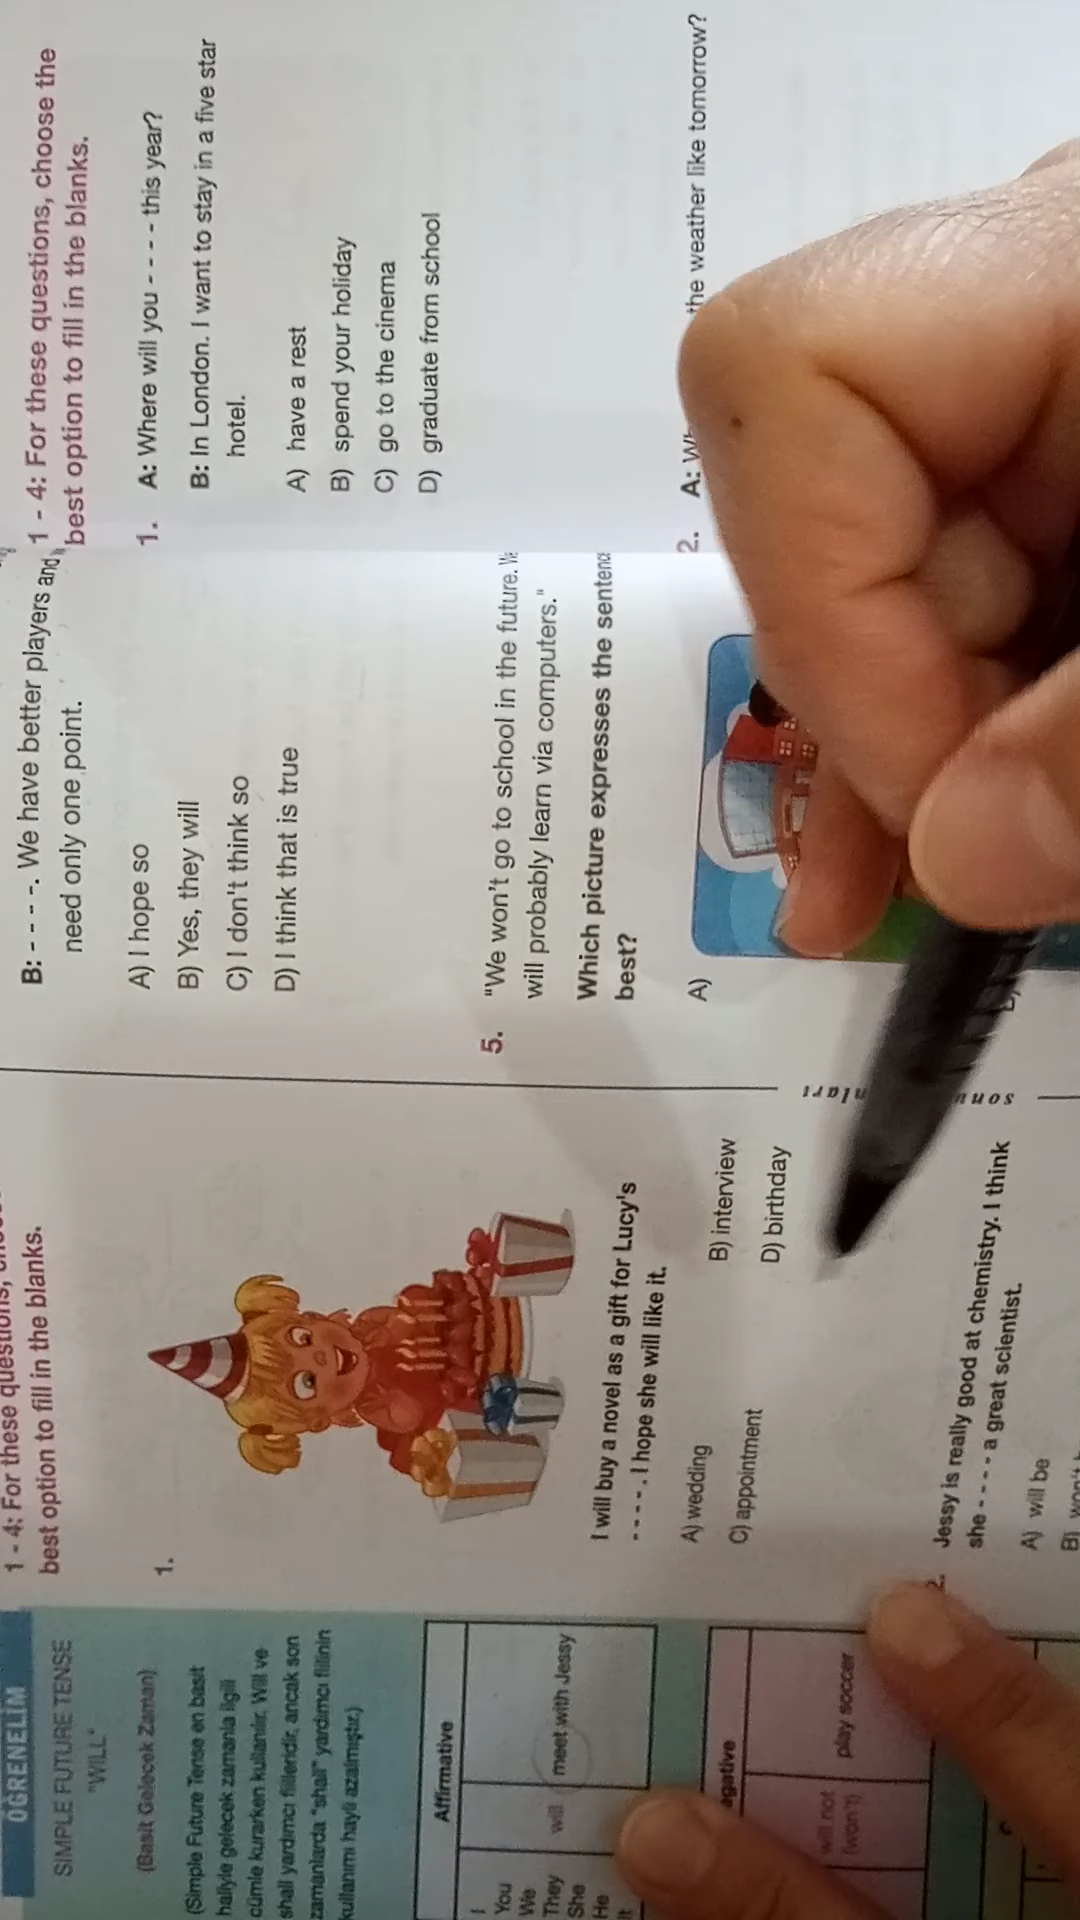 ÖĞRENELİM
SIMPLE FUTURE TENSE
"WILL"
(Basit Gelecek Zaman)
(Simple Future Tense en basit
haliyle gelecek zamanla ilgili
cümle kurarken kullanılır. Will ve
shall yardımcı fiilleridir, ancak son
zamanlarda "shall" yardımcı fiilinin
kullanımı hayli azalmıştır.)
Affirmative
I
You
We
They
She
He
It
will
meet with Jessy
will not
(won't)
play soccer
1 - 4: For these questions,
best option to fill in the blanks.
1.
I will buy a novel as a gift for Lucy's
- - - -. I hope she will like it.
A) wedding
B) interview
C) appointment
D) birthday
2. Jessy is really good at chemistry. I think
she - - - - a great scientist.
A) will be
B)
B: - - - -. We have better players and
need only one point.
A) I hope so
B) Yes, they will
C) I don't think so
D) I think that is true
5. "We won't go to school in the future. We
will probably learn via computers."
Which picture expresses the
best?
A)
1 - 4: For these questions, choose the
best option to fill in the blanks.
1. A: Where will you - - - - this year?
B: In London. I want to stay in a five star
hotel.
A) have a rest
B) spend your holiday
C) go to the cinema
D) graduate from school
2. A: the weather like tomorrow?